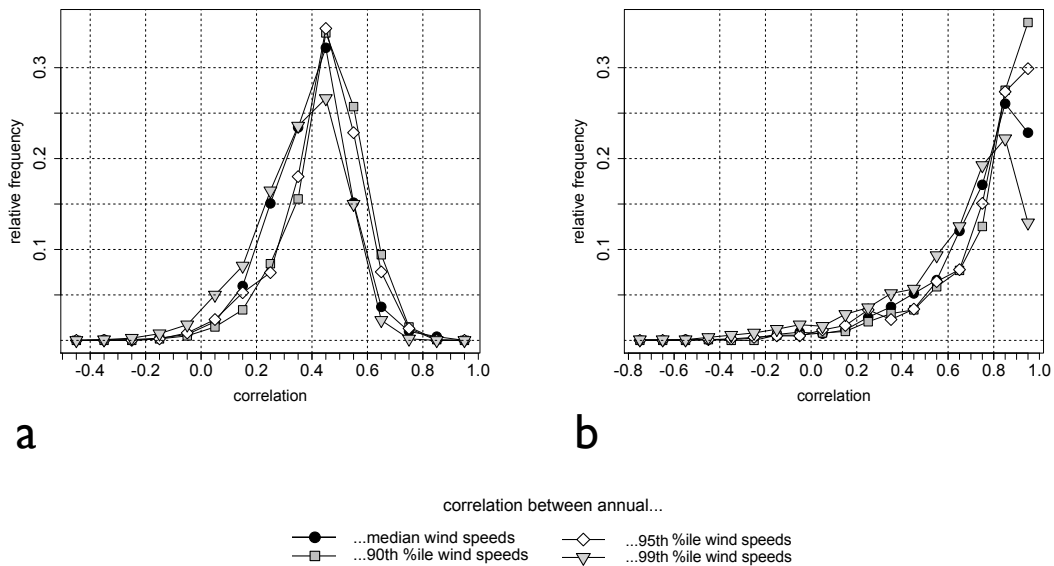 relative frequency
0.3
0.2
0.1
-0.4 -0.2 0.0 0.2 0.4 0.6 0.8 1.0
correlation
a
relative frequency
0.3
0.2
0.1
-0.8 -0.6 -0.4 -0.2 0.0 0.2 0.4 0.6 0.8 1.0
correlation
b
correlation between annual...
...median wind speeds
...90th %ile wind speeds
...95th %ile wind speeds
...99th %ile wind speeds